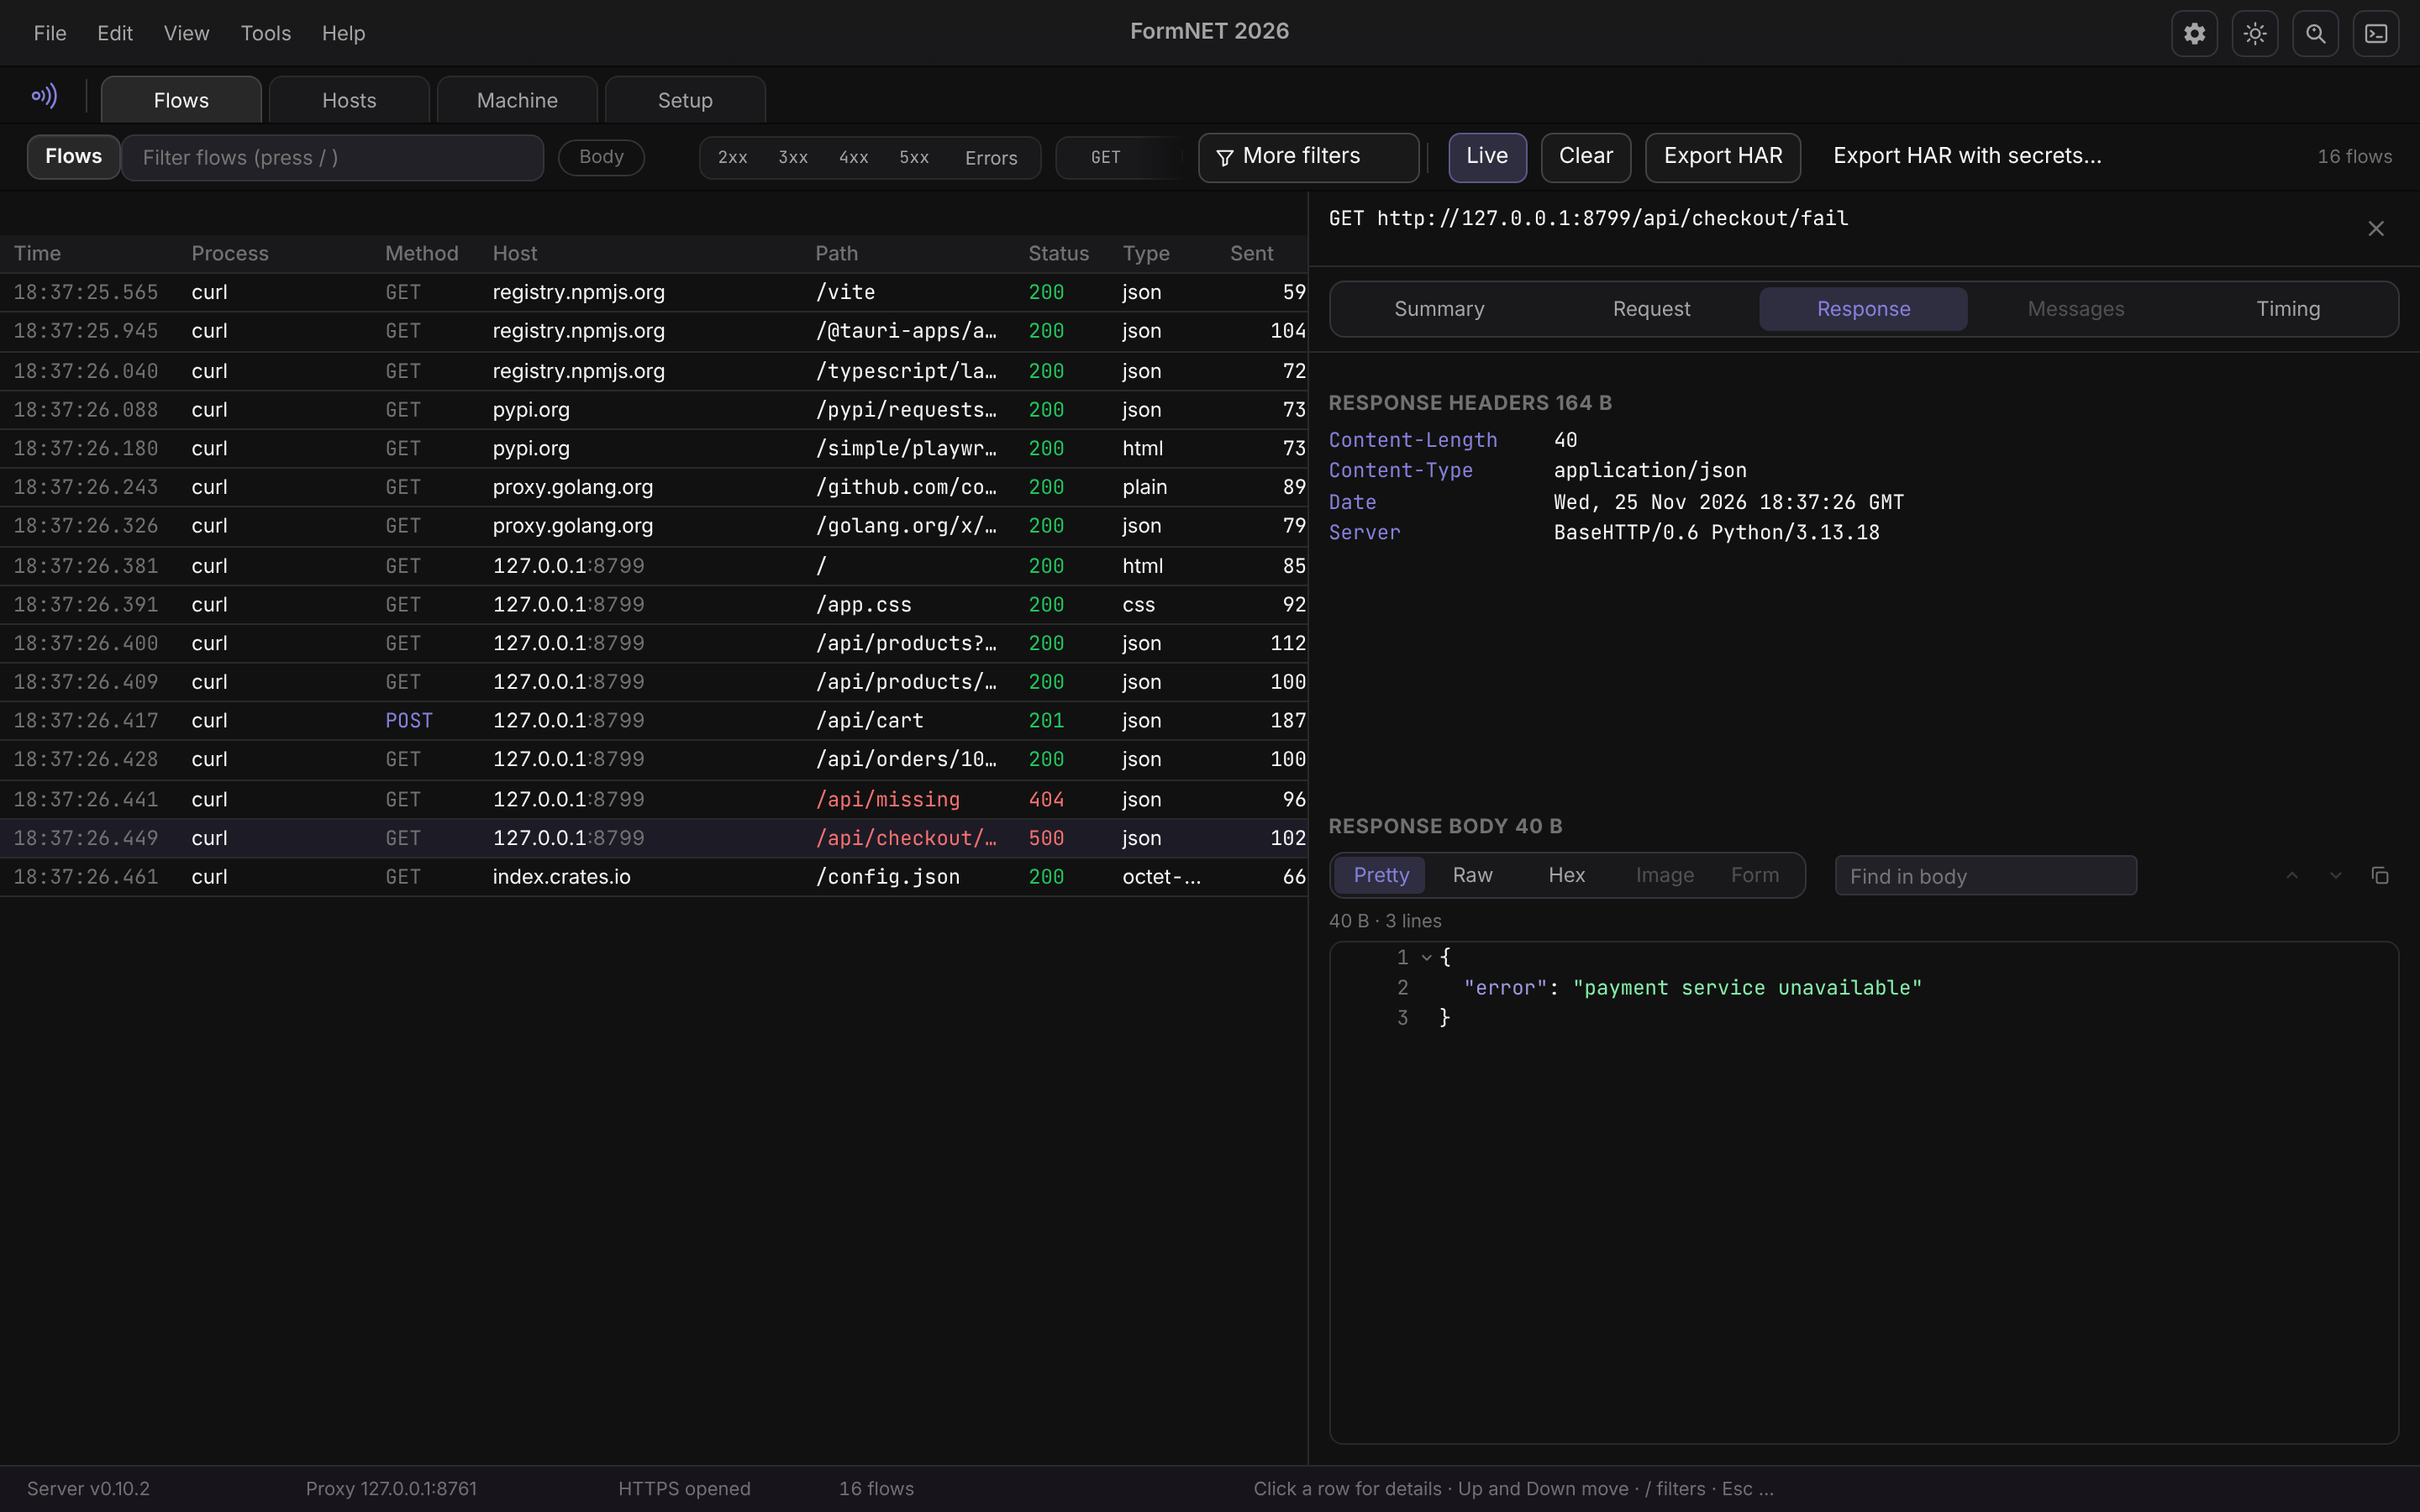 File Edit View Tools Help
FormNET 2026
Flows Hosts Machine Setup
Flows Filter flows (press / ) Body 2xx 3xx 4xx 5xx Errors GET More filters Live Clear Export HAR Export HAR with secrets... 16 flows
Time Process Method Host Path Status Type Sent
18:37:25.565 curl GET registry.npmjs.org /vite 200 json 59
18:37:25.945 curl GET registry.npmjs.org /@tauri-apps/a… 200 json 104
18:37:26.040 curl GET registry.npmjs.org /typescript/la… 200 json 72
18:37:26.088 curl GET pypi.org /pypi/requests… 200 json 73
18:37:26.180 curl GET pypi.org /simple/playwr… 200 html 73
18:37:26.243 curl GET proxy.golang.org /github.com/co… 200 plain 89
18:37:26.326 curl GET proxy.golang.org /golang.org/x/… 200 json 79
18:37:26.381 curl GET 127.0.0.1:8799 / 200 html 85
18:37:26.391 curl GET 127.0.0.1:8799 /app.css 200 css 92
18:37:26.400 curl GET 127.0.0.1:8799 /api/products?… 200 json 112
18:37:26.409 curl GET 127.0.0.1:8799 /api/products/… 200 json 100
18:37:26.417 curl POST 127.0.0.1:8799 /api/cart 201 json 187
18:37:26.428 curl GET 127.0.0.1:8799 /api/orders/10… 200 json 100
18:37:26.441 curl GET 127.0.0.1:8799 /api/missing 404 json 96
18:37:26.449 curl GET 127.0.0.1:8799 /api/checkout/… 500 json 102
18:37:26.461 curl GET index.crates.io /config.json 200 octet-… 66
GET http://127.0.0.1:8799/api/checkout/fail
Summary Request Response Messages Timing
RESPONSE HEADERS 164 B
Content-Length 40
Content-Type application/json
Date Wed, 25 Nov 2026 18:37:26 GMT
Server BaseHTTP/0.6 Python/3.13.18
RESPONSE BODY 40 B
Pretty Raw Hex Image Form Find in body
40 B · 3 lines
1 {
2 "error": "payment service unavailable"
3 }
Server v0.10.2 Proxy 127.0.0.1:8761 HTTPS opened 16 flows Click a row for details · Up and Down move · / filters · Esc ...